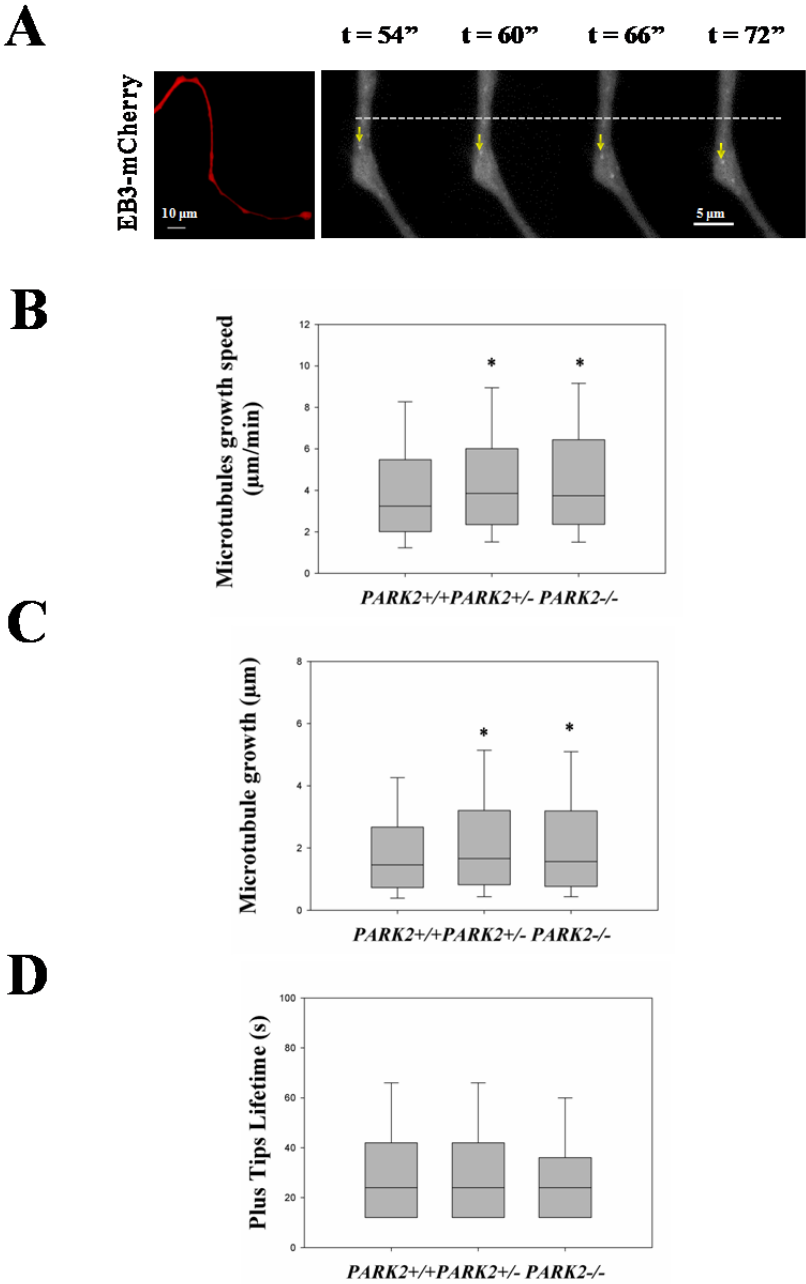 A
t = 54” t = 60” t = 66” t = 72”
EB3-mCherry
10 µm
5 µm
B
Microtubules growth speed
(µm/min)
12
10
8
6
4
2
0
* *
PARK2+/+PARK2+/- PARK2-/-
C
Microtubule growth (µm)
8
6
4
2
0
* *
PARK2+/+PARK2+/- PARK2-/-
D
Plus Tips Lifetime (s)
100
80
60
40
20
0
PARK2+/+PARK2+/- PARK2-/-